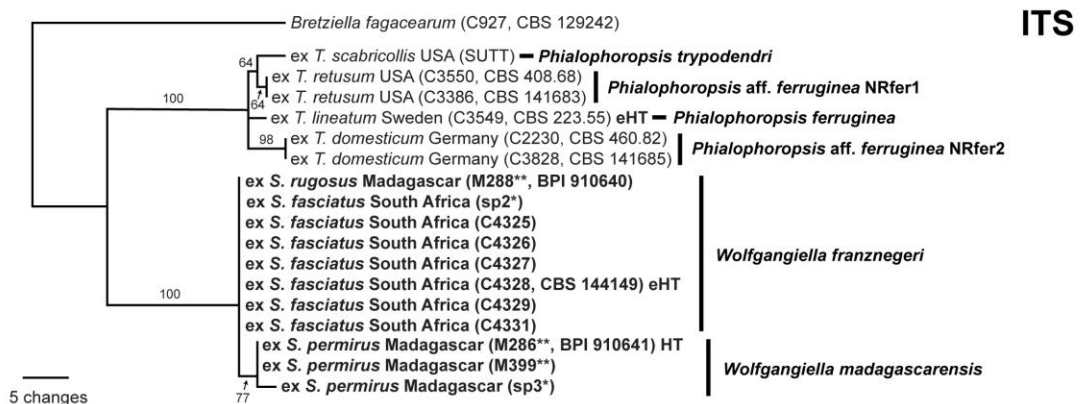 ITS
Bretziella fagacearum (C927, CBS 129242)
ex T. scabricollis USA (SUTT) Phialophoropsis trypodendri
64
ex T. retusum USA (C3550, CBS 408.68)
Phialophoropsis aff. ferruginea NRfer1
100
ex T. retusum USA (C3386, CBS 141683)
64
ex T. lineatum Sweden (C3549, CBS 223.55) eHT Phialophoropsis ferruginea
98
ex T. domesticum Germany (C2230, CBS 460.82)
Phialophoropsis aff. ferruginea NRfer2
ex T. domesticum Germany (C3828, CBS 141685)
ex S. rugosus Madagascar (M288**, BPI 910640)
ex S. fasciatus South Africa (sp2*)
ex S. fasciatus South Africa (C4325)
ex S. fasciatus South Africa (C4326)
Wolfgangiella franznegeri
ex S. fasciatus South Africa (C4327)
ex S. fasciatus South Africa (C4328, CBS 144149) eHT
100
ex S. fasciatus South Africa (C4329)
ex S. fasciatus South Africa (C4331)
ex S. permirus Madagascar (M286**, BPI 910641) HT
ex S. permirus Madagascar (M399**)
Wolfgangiella madagascarensis
ex S. permirus Madagascar (sp3*)
77
5 changes